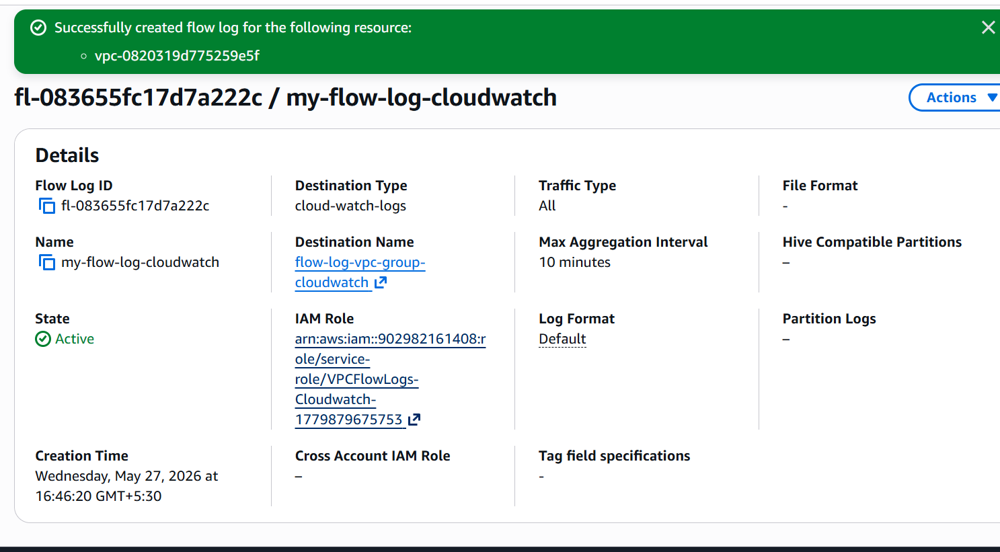 Successfully created flow log for the following resource:
vpc-0820319d775259e5f
fl-083655fc17d7a222c / my-flow-log-cloudwatch
Actions
Details
Flow Log ID
fl-083655fc17d7a222c
Destination Type
cloud-watch-logs
Traffic Type
All
File Format
-
Name
my-flow-log-cloudwatch
Destination Name
flow-log-vpc-group-
cloudwatch
Max Aggregation Interval
10 minutes
Hive Compatible Partitions
–
State
Active
IAM Role
arn:aws:iam::902982161408:r
ole/service-
role/VPCFlowLogs-
Cloudwatch-
1779879675753
Log Format
Default
Partition Logs
–
Creation Time
Wednesday, May 27, 2026 at
16:46:20 GMT+5:30
Cross Account IAM Role
–
Tag field specifications
-